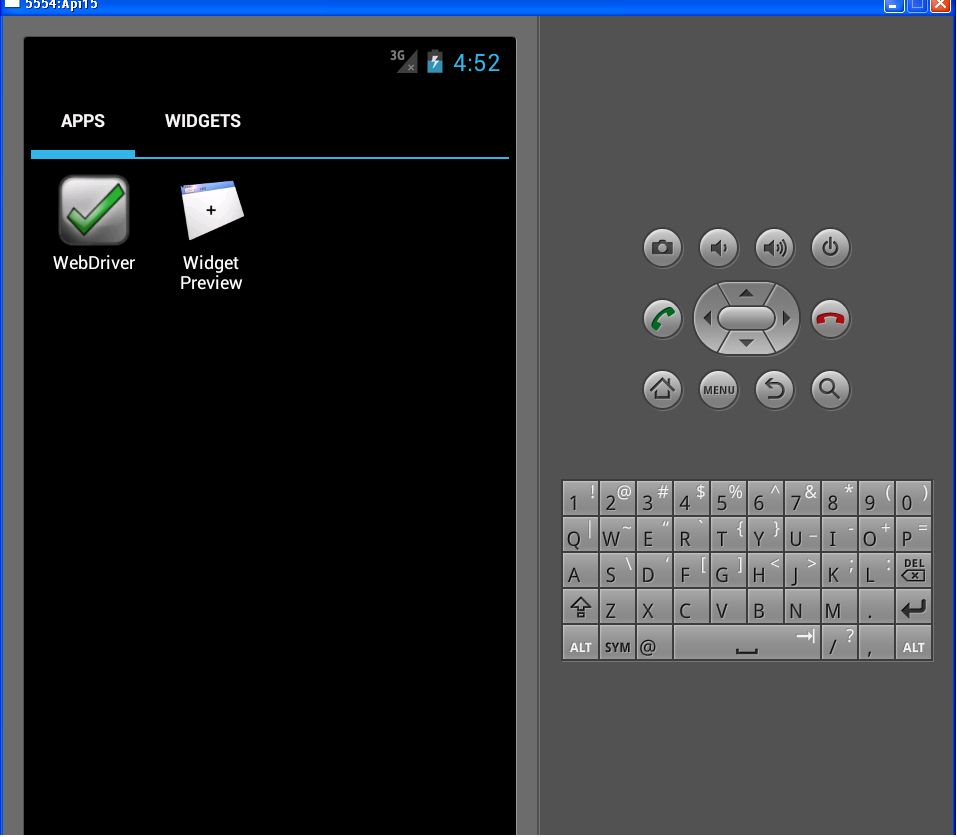 5554:Api15
3G 4:52
APPS WIDGETS
WebDriver Widget
Preview
MENU
1 ! 2 @ 3 # 4 $ 5 % 6 ^ 7 & 8 * 9 ( 0 )
Q | W ~ E “ R ` T { Y } U _ I - O + P =
A S \ D ‘ F [ G ] H < J > K ; L : DEL
Z X C V B N M .
ALT SYM @ / ? , ALT